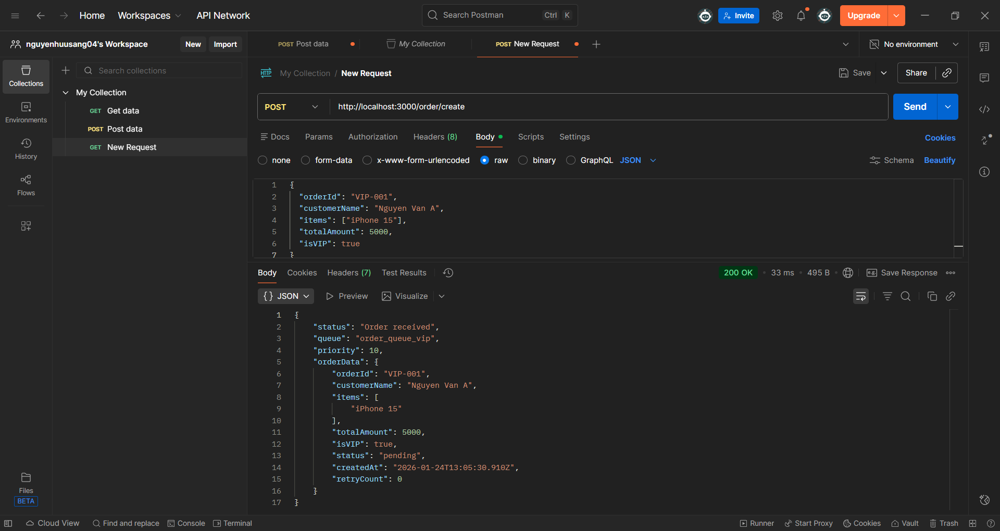 Home
Workspaces
API Network
Search Postman
Ctrl K
Invite
Upgrade
nguyenhuusang04's Workspace
New
Import
POST Post data
My Collection
POST New Request
No environment
Collections
Environments
History
Flows
Files
BETA
Search collections
My Collection
GET Get data
POST Post data
GET New Request
HTTP My Collection / New Request
Save
Share
POST
http://localhost:3000/order/create
Send
Docs
Params
Authorization
Headers (8)
Body
Scripts
Settings
Cookies
none
form-data
x-www-form-urlencoded
raw
binary
GraphQL
JSON
Schema
Beautify
1 {
2 "orderId": "VIP-001",
3 "customerName": "Nguyen Van A",
4 "items": ["iPhone 15"],
5 "totalAmount": 5000,
6 "isVIP": true
7 }
Body
Cookies
Headers (7)
Test Results
200 OK
33 ms
495 B
e.g. Save Response
{} JSON
Preview
Visualize
1 {
2 "status": "Order received",
3 "queue": "order_queue_vip",
4 "priority": 10,
5 "orderData": {
6 "orderId": "VIP-001",
7 "customerName": "Nguyen Van A",
8 "items": [
9 "iPhone 15"
10 ],
11 "totalAmount": 5000,
12 "isVIP": true,
13 "status": "pending",
14 "createdAt": "2026-01-24T13:05:30.910Z",
15 "retryCount": 0
16 }
17 }
Cloud View
Find and replace
Console
Terminal
Runner
Start Proxy
Cookies
Vault
Trash